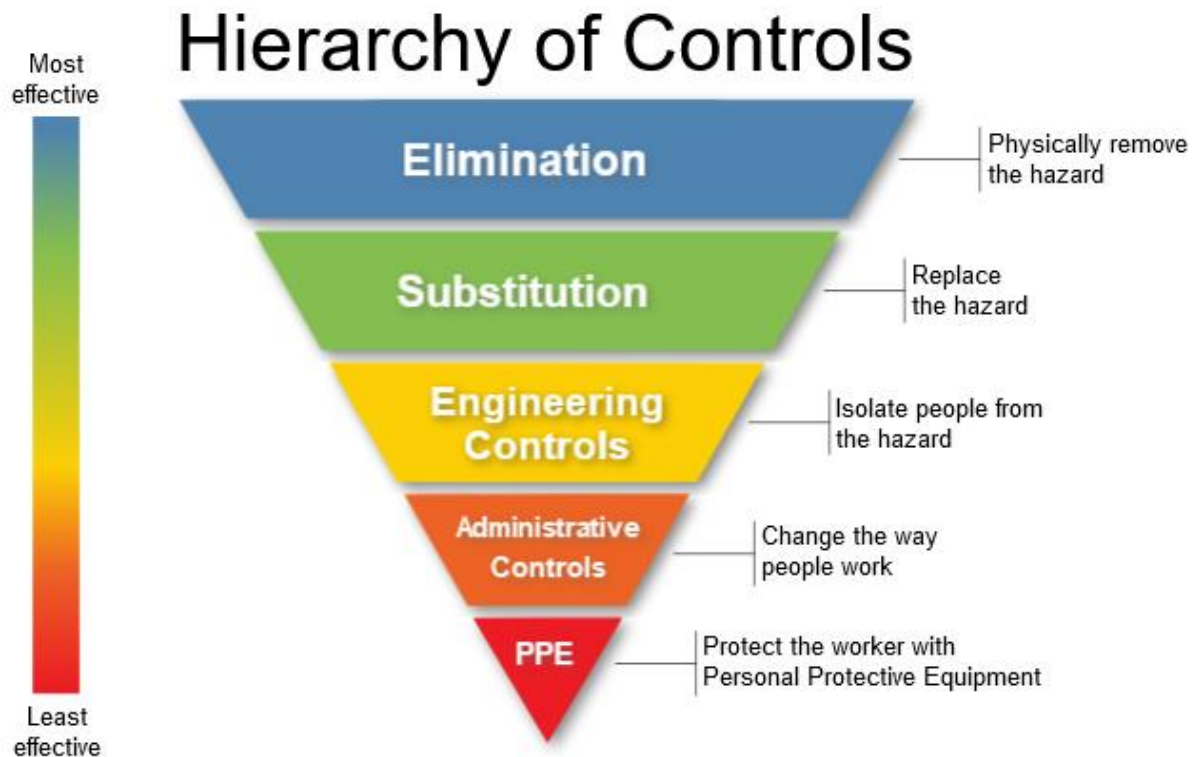 Hierarchy of Controls
Most
effective
Elimination
Physically remove
the hazard
Substitution
Replace
the hazard
Engineering
Controls
Isolate people from
the hazard
Administrative
Controls
Change the way
people work
PPE
Protect the worker with
Personal Protective Equipment
Least
effective